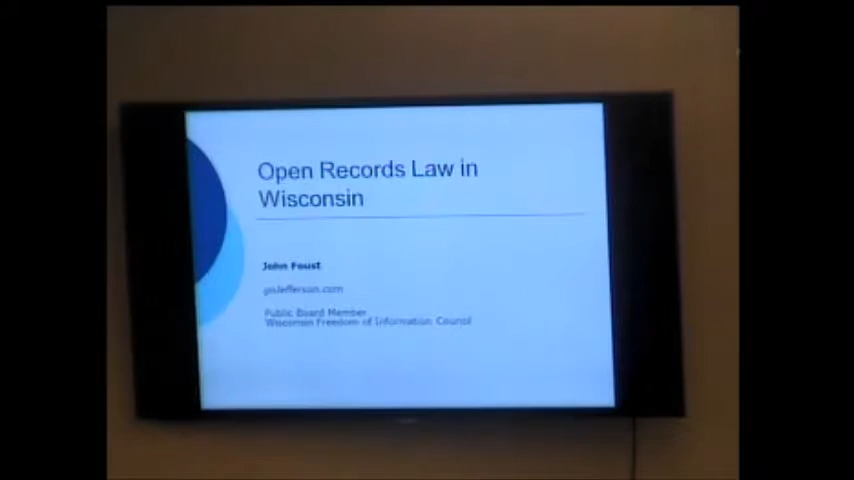 Open Records Law in
Wisconsin
John Foust
goJefferson.com
Public Board Member
Wisconsin Freedom of Information Council